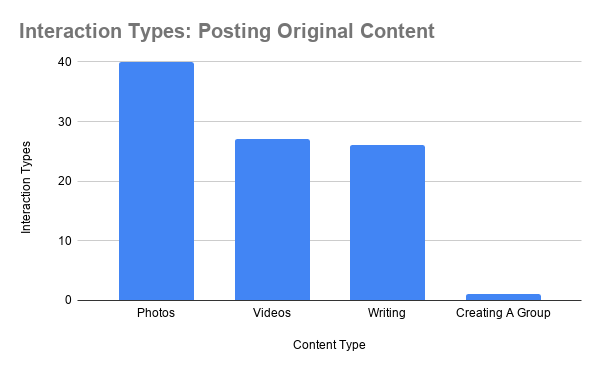 Interaction Types: Posting Original Content
Interaction Types
40
30
20
10
0
Photos
Videos
Writing
Creating A Group
Content Type